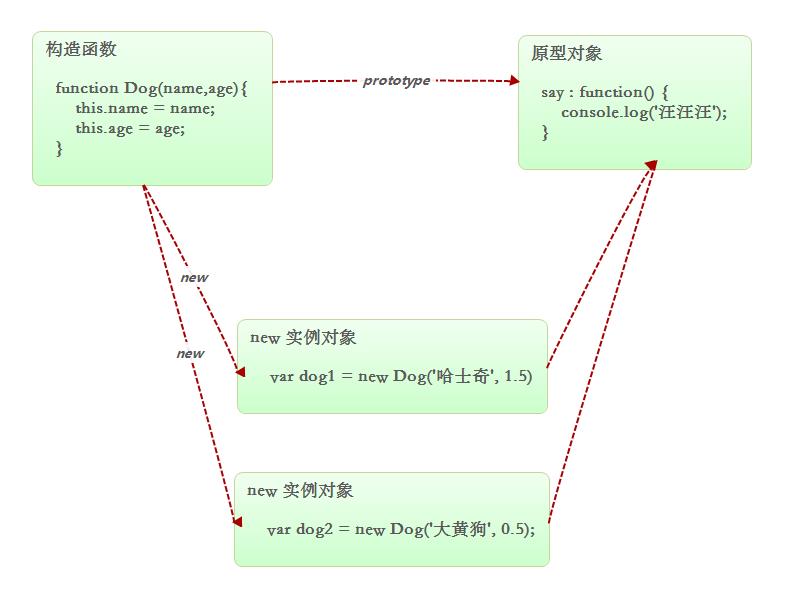 构造函数
function Dog(name,age){
this.name = name;
this.age = age;
}
prototype
原型对象
say : function() {
console.log('汪汪汪');
}
new
new
new 实例对象
var dog1 = new Dog('哈士奇', 1.5)
new 实例对象
var dog2 = new Dog('大黄狗', 0.5);